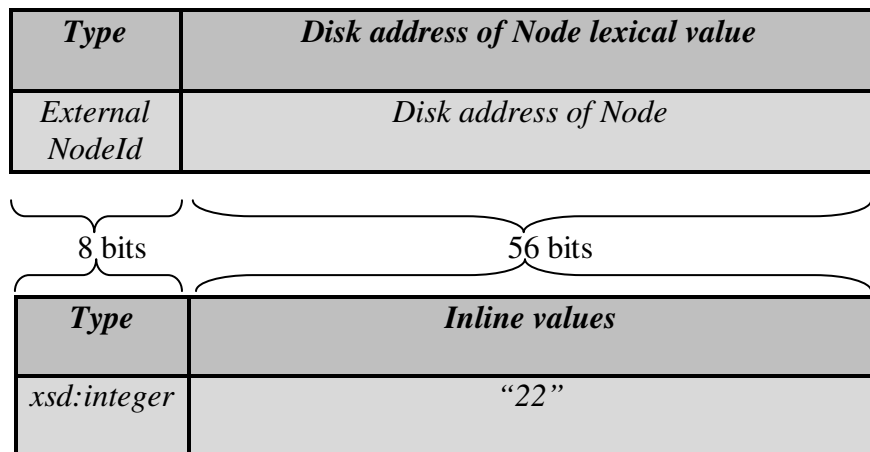 Type Disk address of Node lexical value
External Disk address of Node
NodeId
8 bits 56 bits
Type Inline values
xsd:integer “22”